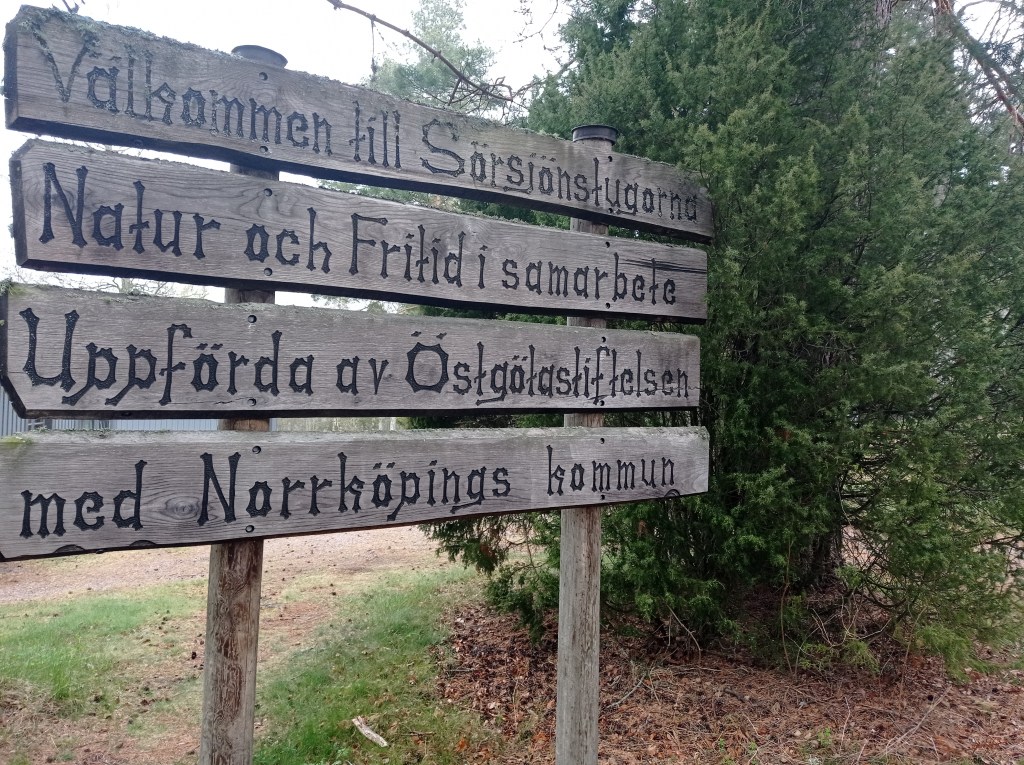 Välkommen till Sörsjönstugorna
Natur och Fritid i samarbete
Uppförda av Östgötastiftelsen
med Norrköpings kommun